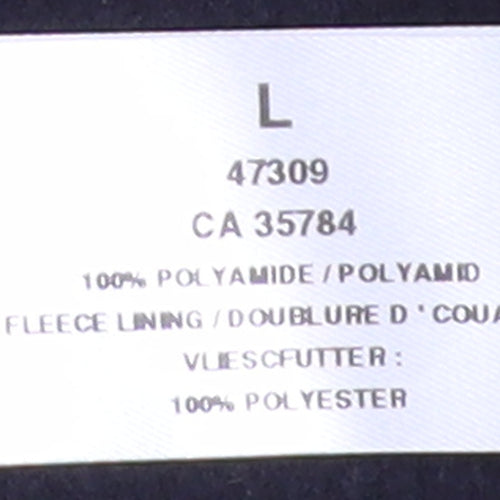 L
47309
CA 35784
100% POLYAMIDE / POLYAMID
FLEECE LINING / DOUBLURE D ' COUA
VLIESCFUTTER :
100% POLYESTER